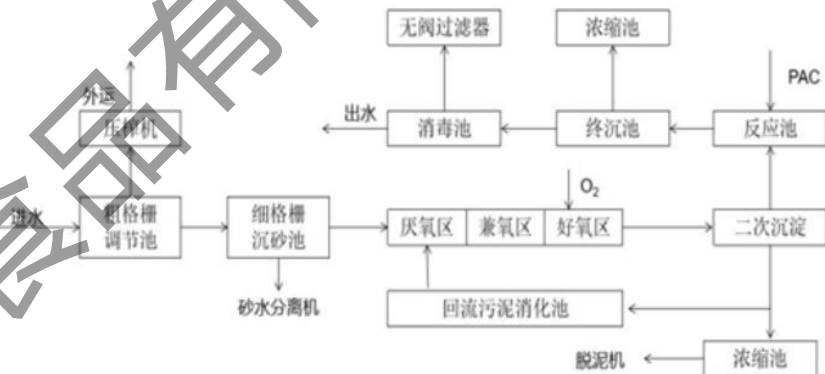 无阀过滤器
浓缩池
PAC
外运
压榨机
出水
消毒池
终沉池
反应池
O₂
进水
粗格栅
调节池
细格栅
沉砂池
厌氧区
兼氧区
好氧区
二次沉淀
砂水分离机
回流污泥消化池
脱泥机
浓缩池
食品有